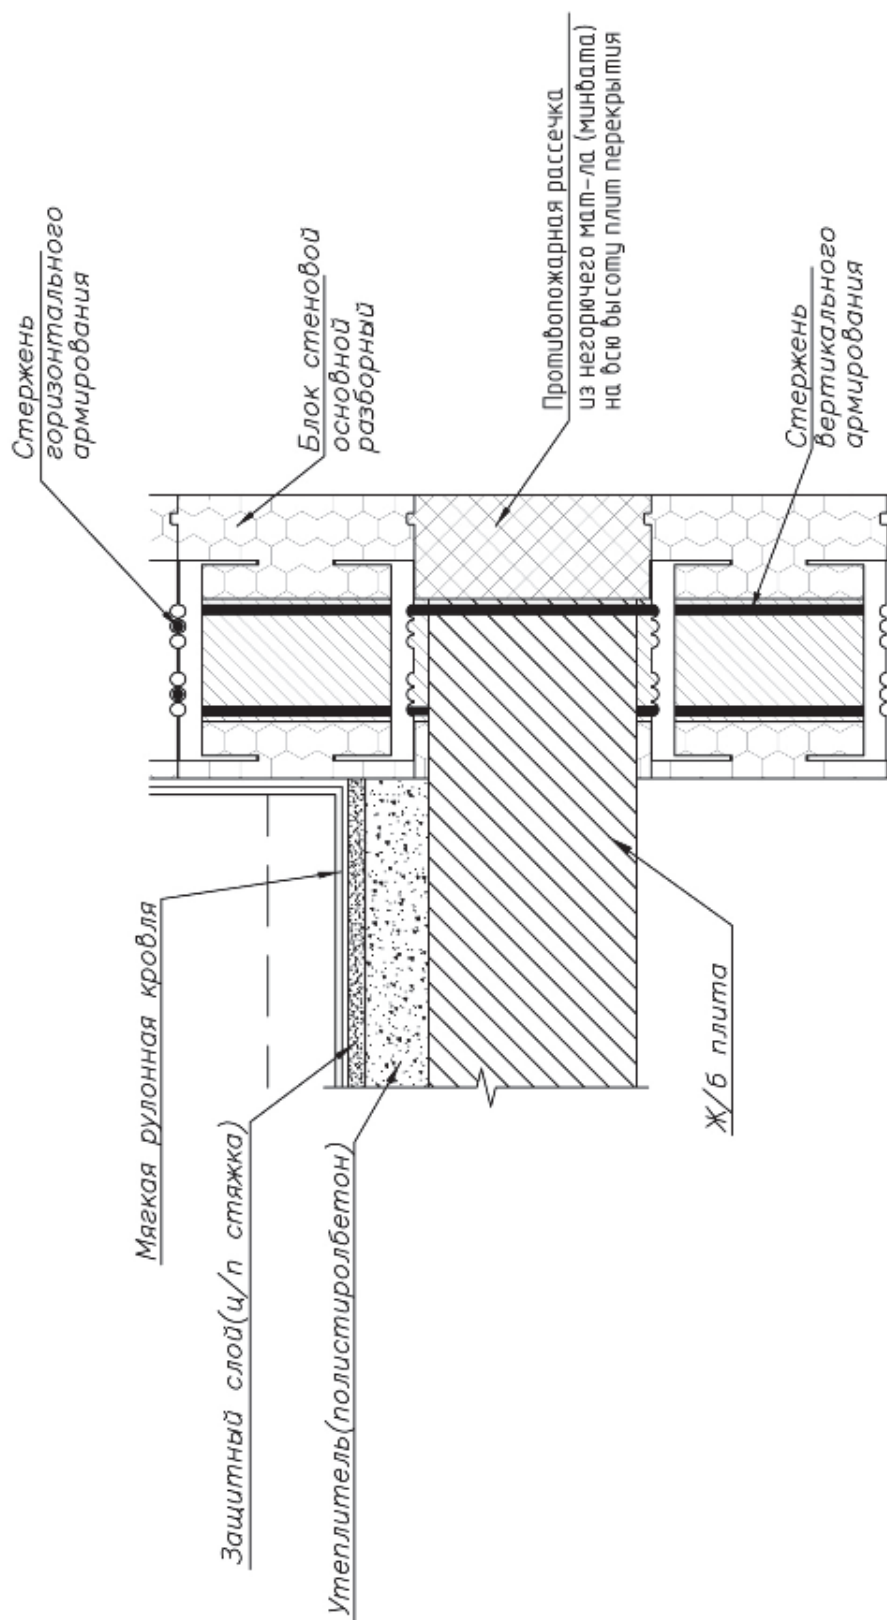 Стержень
горизонтального
армирования
Блок стеновой
основной
разборный
Противопожарная рассечка
из негорючего мат-ла (минвата)
на всю высоту плит перекрытия
Стержень
вертикального
армирования
Мягкая рулонная кровля
Защитный слой(ц/п стяжка)
Утеплитель(полистиролбетон)
Ж/б плита